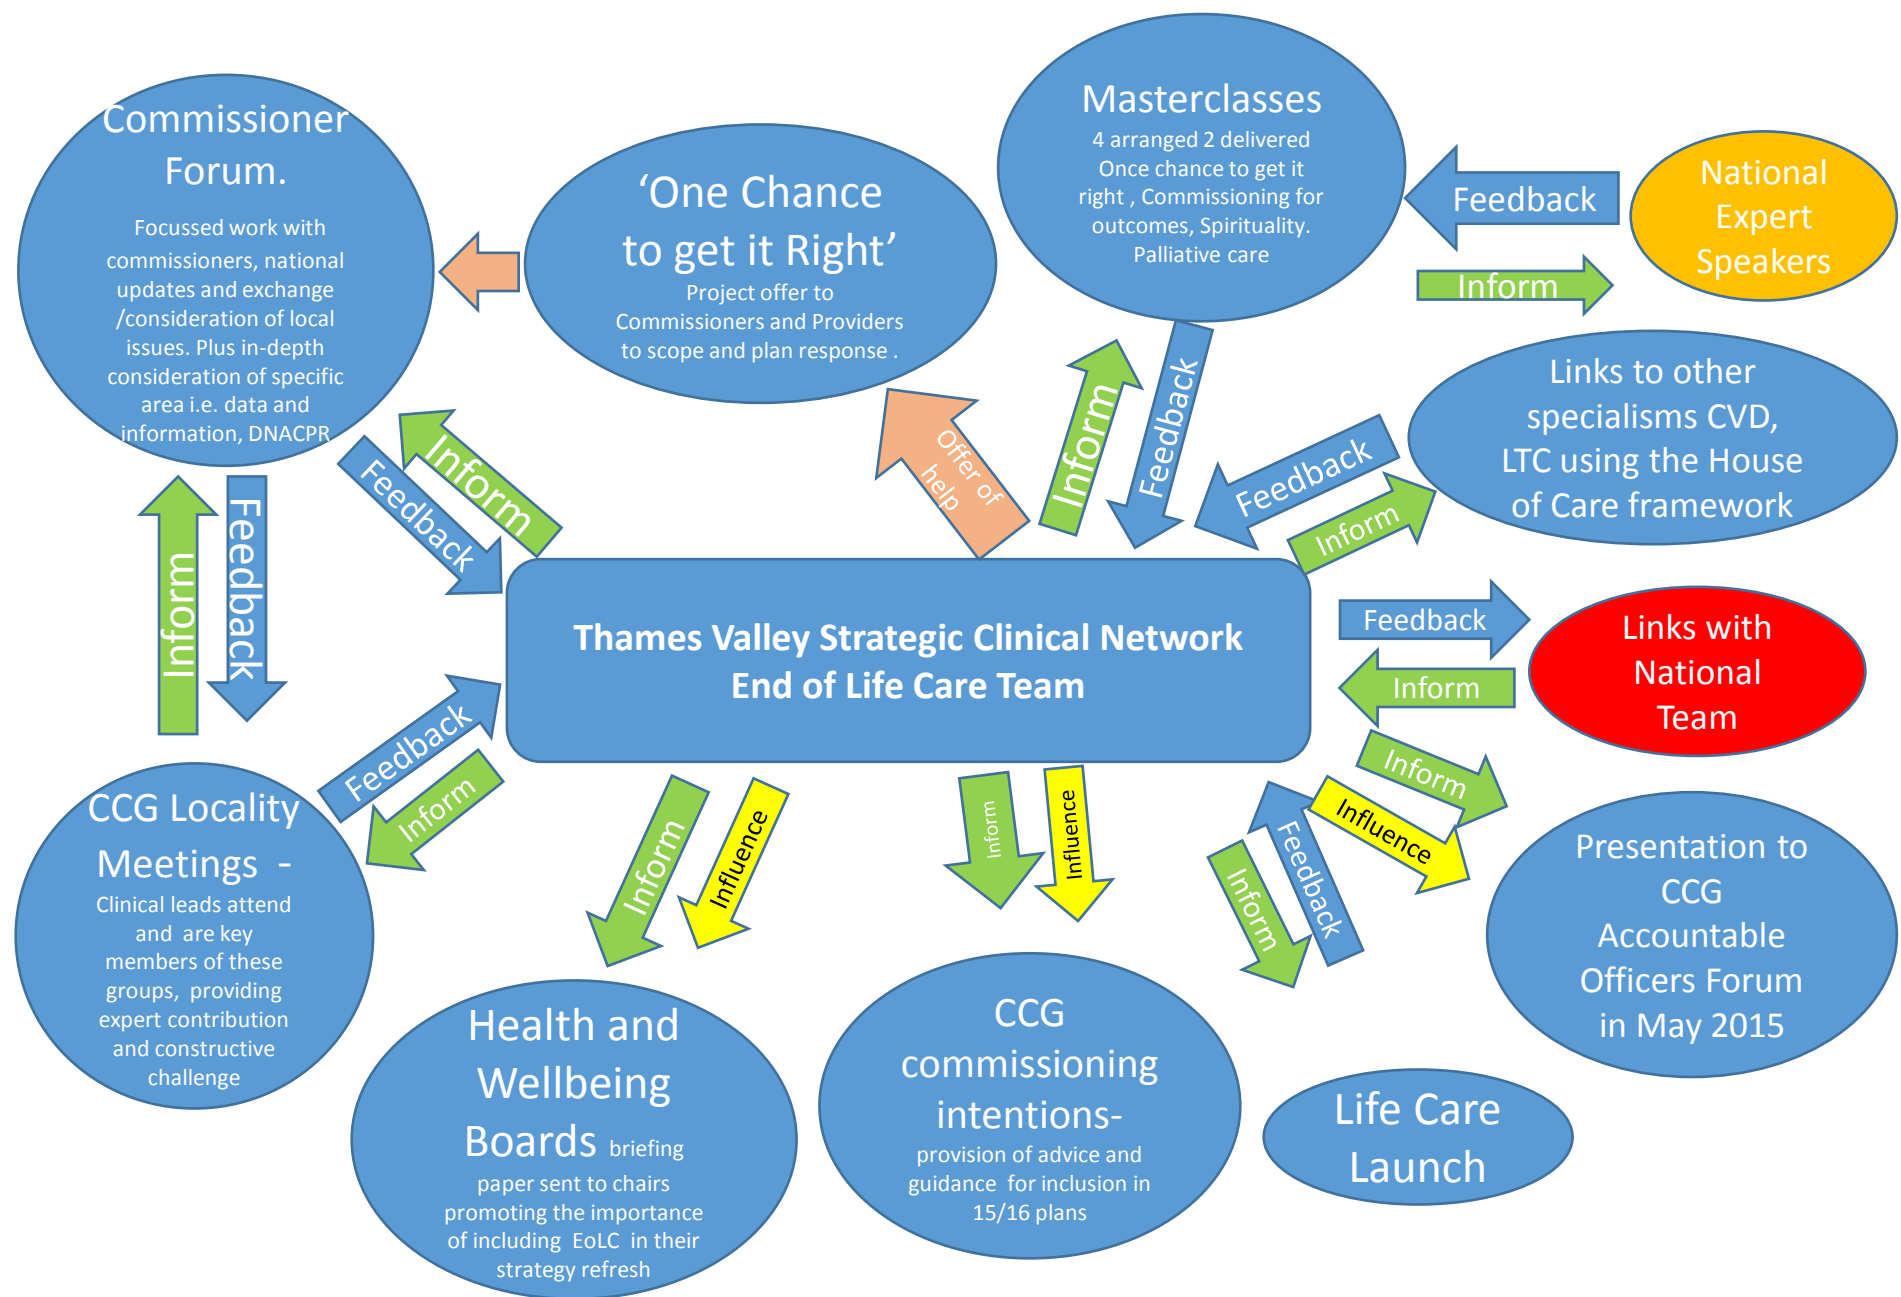 Commissioner
Forum.
Focussed work with
commissioners, national
updates and exchange
/consideration of local
issues. Plus in-depth
consideration of specific
area i.e. data and
information, DNACPR
‘One Chance
to get it Right’
Project offer to
Commissioners and Providers
to scope and plan response .
Masterclasses
4 arranged 2 delivered
Once chance to get it
right , Commissioning for
outcomes, Spirituality.
Palliative care
Feedback
Inform
National
Expert
Speakers
Links to other
specialisms CVD,
LTC using the House
of Care framework
Inform
Feedback
Offer of
help
Inform
Feedback
Feedback
Inform
Inform
Feedback
Thames Valley Strategic Clinical Network
End of Life Care Team
Feedback
Inform
Links with
National
Team
Feedback
Inform
Inform
Influence
Inform
Influence
Inform
Feedback
Influence
Inform
CCG Locality
Meetings -
Clinical leads attend
and are key
members of these
groups, providing
expert contribution
and constructive
challenge
Health and
Wellbeing
Boards briefing
paper sent to chairs
promoting the importance
of including EoLC in their
strategy refresh
CCG
commissioning
intentions-
provision of advice and
guidance for inclusion in
15/16 plans
Presentation to
CCG
Accountable
Officers Forum
in May 2015
Life Care
Launch